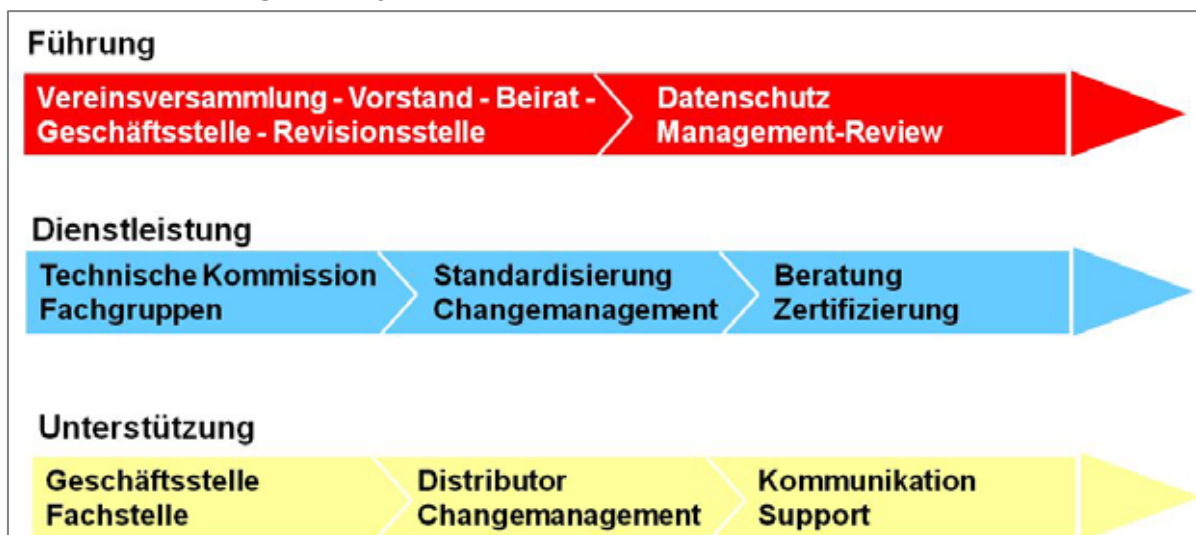 Führung
Vereinsversammlung - Vorstand - Beirat -
Geschäftsstelle - Revisionsstelle
Datenschutz
Management-Review
Dienstleistung
Technische Kommission
Fachgruppen
Standardisierung
Changemanagement
Beratung
Zertifizierung
Unterstützung
Geschäftsstelle
Fachstelle
Distributor
Changemanagement
Kommunikation
Support